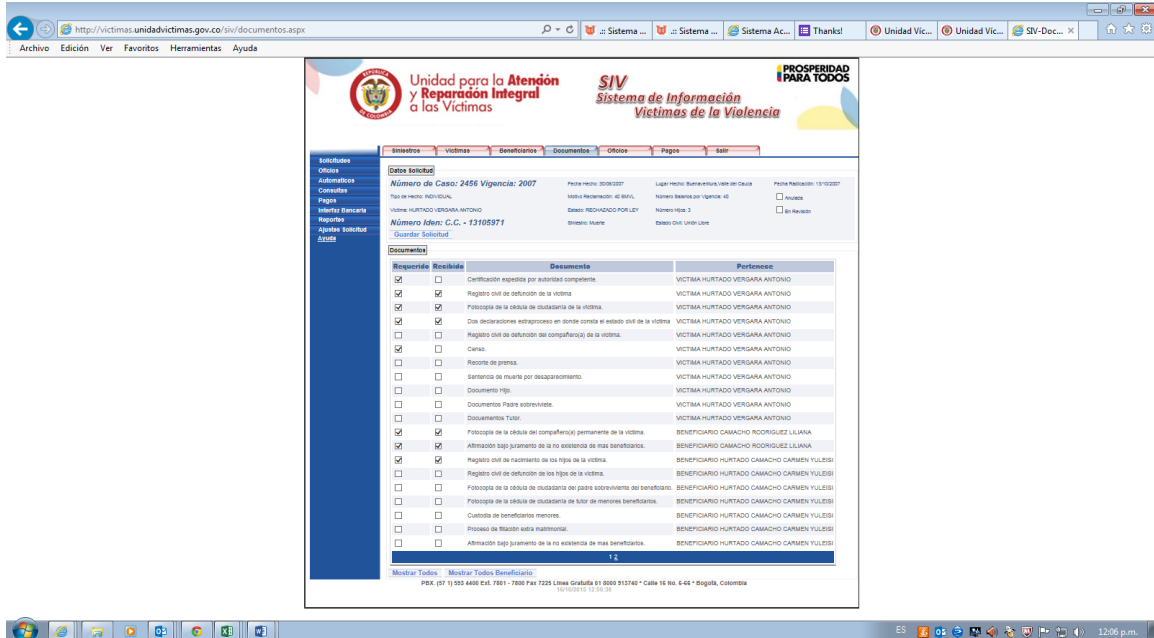 http://victimas.unidadvictimas.gov.co/siv/documentos.aspx
.:: Sistema ...
.:: Sistema ...
Sistema Ac...
Thanks!
Unidad Víc...
Unidad Víc...
SIV-Doc...
Archivo Edición Ver Favoritos Herramientas Ayuda
REPÚBLICA DE COLOMBIA
Unidad para la Atención
y Reparación Integral
a las Víctimas
SIV
Sistema de Información
Victimas de la Violencia
PROSPERIDAD
PARA TODOS
Siniestros Victimas Beneficiarios Documentos Oficios Pagos Salir
Solicitudes
Oficios
Automaticos
Consultas
Pagos
Interfaz Bancaria
Reportes
Ajustes Solicitud
Ayuda
Datos Solicitud
Número de Caso: 2456 Vigencia: 2007 Fecha Hecho: 30/08/2007 Lugar Hecho: Buenaventura,Valle del Cauca Fecha Radicación: 13/10/2007
Tipo de Hecho: INDIVIDUAL Motivo Reclamación: 40 SMVL Número Salarios por Vigencia: 40 Anulada
Victima: HURTADO VERGARA ANTONIO Estado: RECHAZADO POR LEY Número Hijos: 3 En Revisión
Número Iden: C.C. - 13105971 Siniestro: Muerte Estado Civil: Unión Libre
Guardar Solicitud
Documentos
Requerido Recibido Documento Pertenece
Certificación expedida por autoridad competente. VICTIMA HURTADO VERGARA ANTONIO
Registro civil de defunción de la victima VICTIMA HURTADO VERGARA ANTONIO
Fotocopia de la cédula de ciudadanía de la victima. VICTIMA HURTADO VERGARA ANTONIO
Dos declaraciones extraproceso en donde consta el estado civil de la victima VICTIMA HURTADO VERGARA ANTONIO
Registro civil de defunción del compañero(a) de la victima. VICTIMA HURTADO VERGARA ANTONIO
Censo. VICTIMA HURTADO VERGARA ANTONIO
Recorte de prensa. VICTIMA HURTADO VERGARA ANTONIO
Sentencia de muerte por desaparecimiento. VICTIMA HURTADO VERGARA ANTONIO
Documento Hijo. VICTIMA HURTADO VERGARA ANTONIO
Documentos Padre sobreviviete. VICTIMA HURTADO VERGARA ANTONIO
Docuementos Tutor. VICTIMA HURTADO VERGARA ANTONIO
Fotocopia de la cédula del compañero(a) permanente de la victima. BENEFICIARIO CAMACHO RODRIGUEZ LILIANA
Afirmación bajo juramento de la no existencia de mas beneficiarios. BENEFICIARIO CAMACHO RODRIGUEZ LILIANA
Registro civil de nacimiento de los hijos de la victima. BENEFICIARIO HURTADO CAMACHO CARMEN YULEISI
Registro civil de defunción de los hijos de la victima. BENEFICIARIO HURTADO CAMACHO CARMEN YULEISI
Fotocopia de la cédula de ciudadanía del padre sobreviviente del beneficiario. BENEFICIARIO HURTADO CAMACHO CARMEN YULEISI
Fotocopia de la cédula de ciudadanía de tutor de menores beneficiarios. BENEFICIARIO HURTADO CAMACHO CARMEN YULEISI
Custodia de beneficiarios menores. BENEFICIARIO HURTADO CAMACHO CARMEN YULEISI
Proceso de filiación extra matrimonial. BENEFICIARIO HURTADO CAMACHO CARMEN YULEISI
Afirmación bajo juramento de la no existencia de mas beneficiarios. BENEFICIARIO HURTADO CAMACHO CARMEN YULEISI
1 2
Mostrar Todos Mostrar Todos Beneficiario
PBX. (57 1) 593 4400 Ext. 7801 - 7800 Fax 7225 Línea Gratuita 01 8000 913740 * Calle 16 No. 6-66 * Bogotá, Colombia
ES 12:06 p.m.